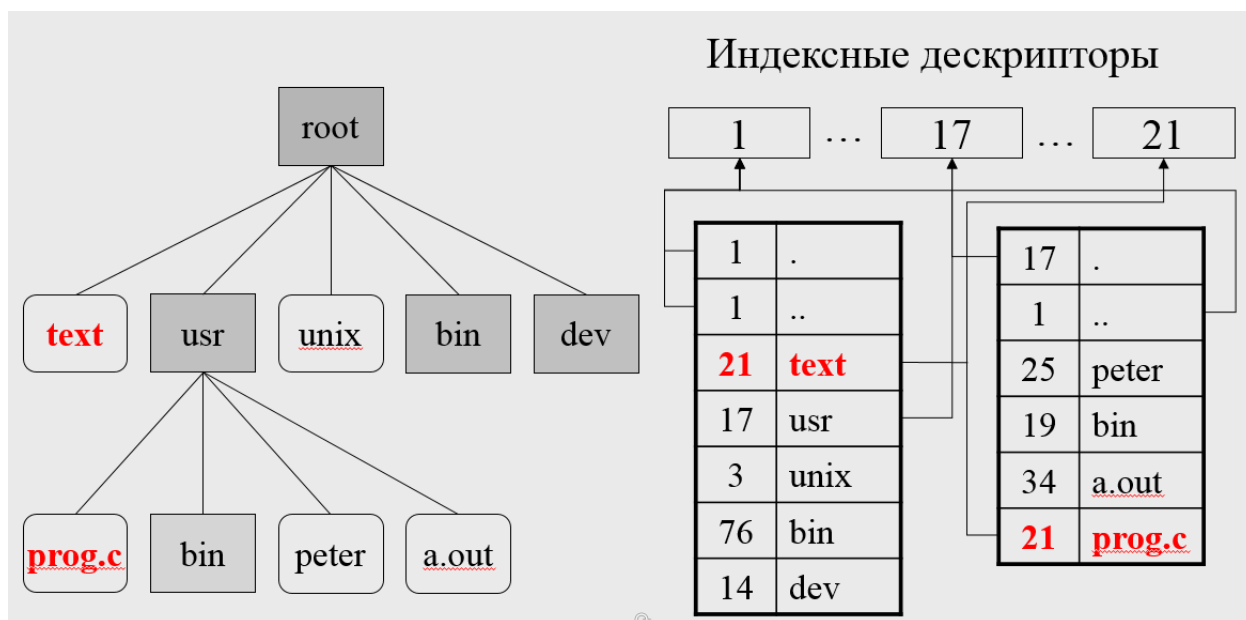 Индексные дескрипторы
root
text usr unix bin dev
prog.c bin peter a.out
1 … 17 … 21
1 .
1 ..
21 text
17 usr
3 unix
76 bin
14 dev
17 .
1 ..
25 peter
19 bin
34 a.out
21 prog.c